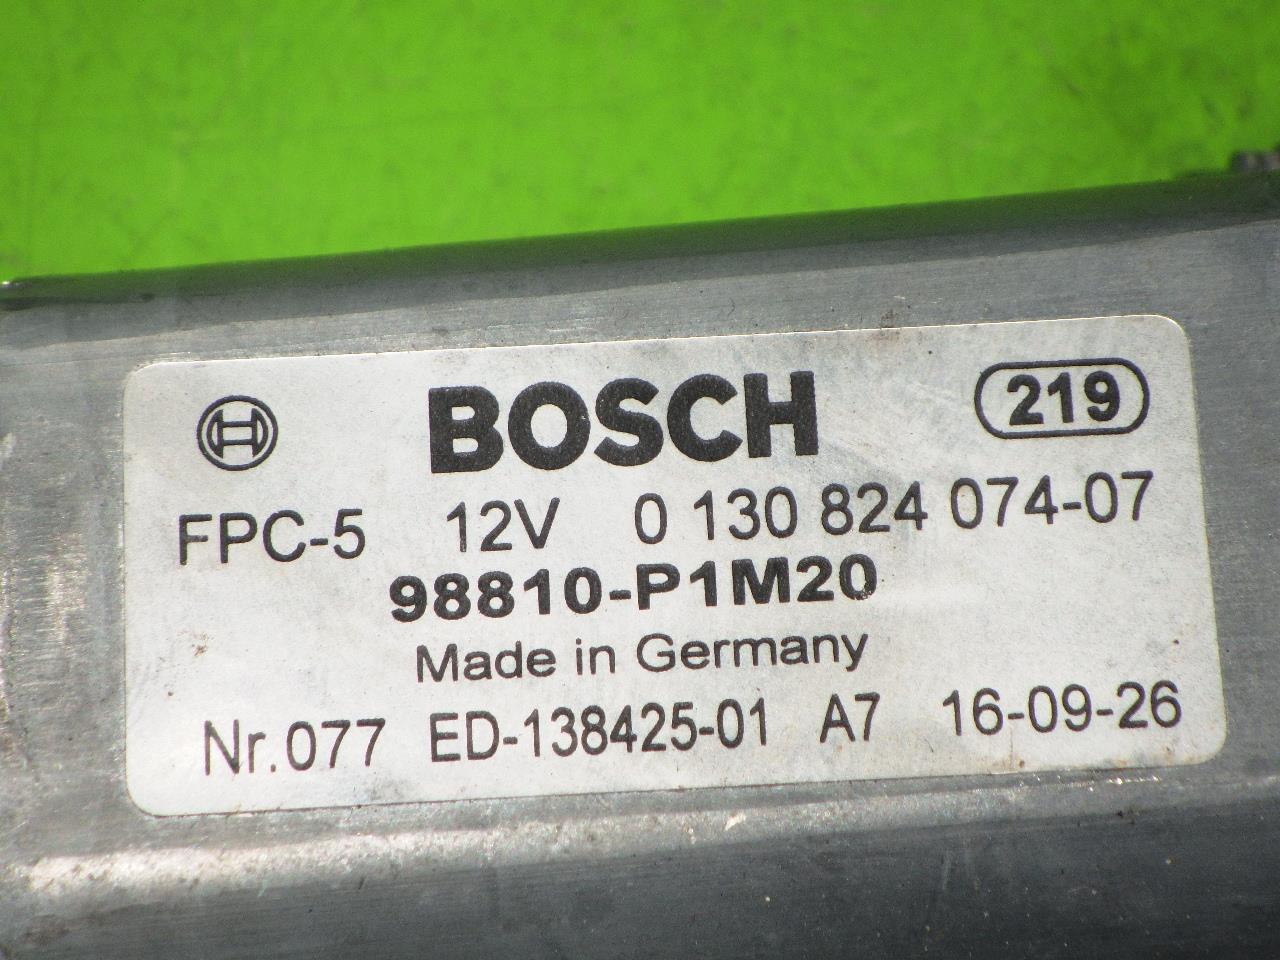 BOSCH 219
FPC-5 12V 0 130 824 074-07
98810-P1M20
Made in Germany
Nr.077 ED-138425-01 A7 16-09-26